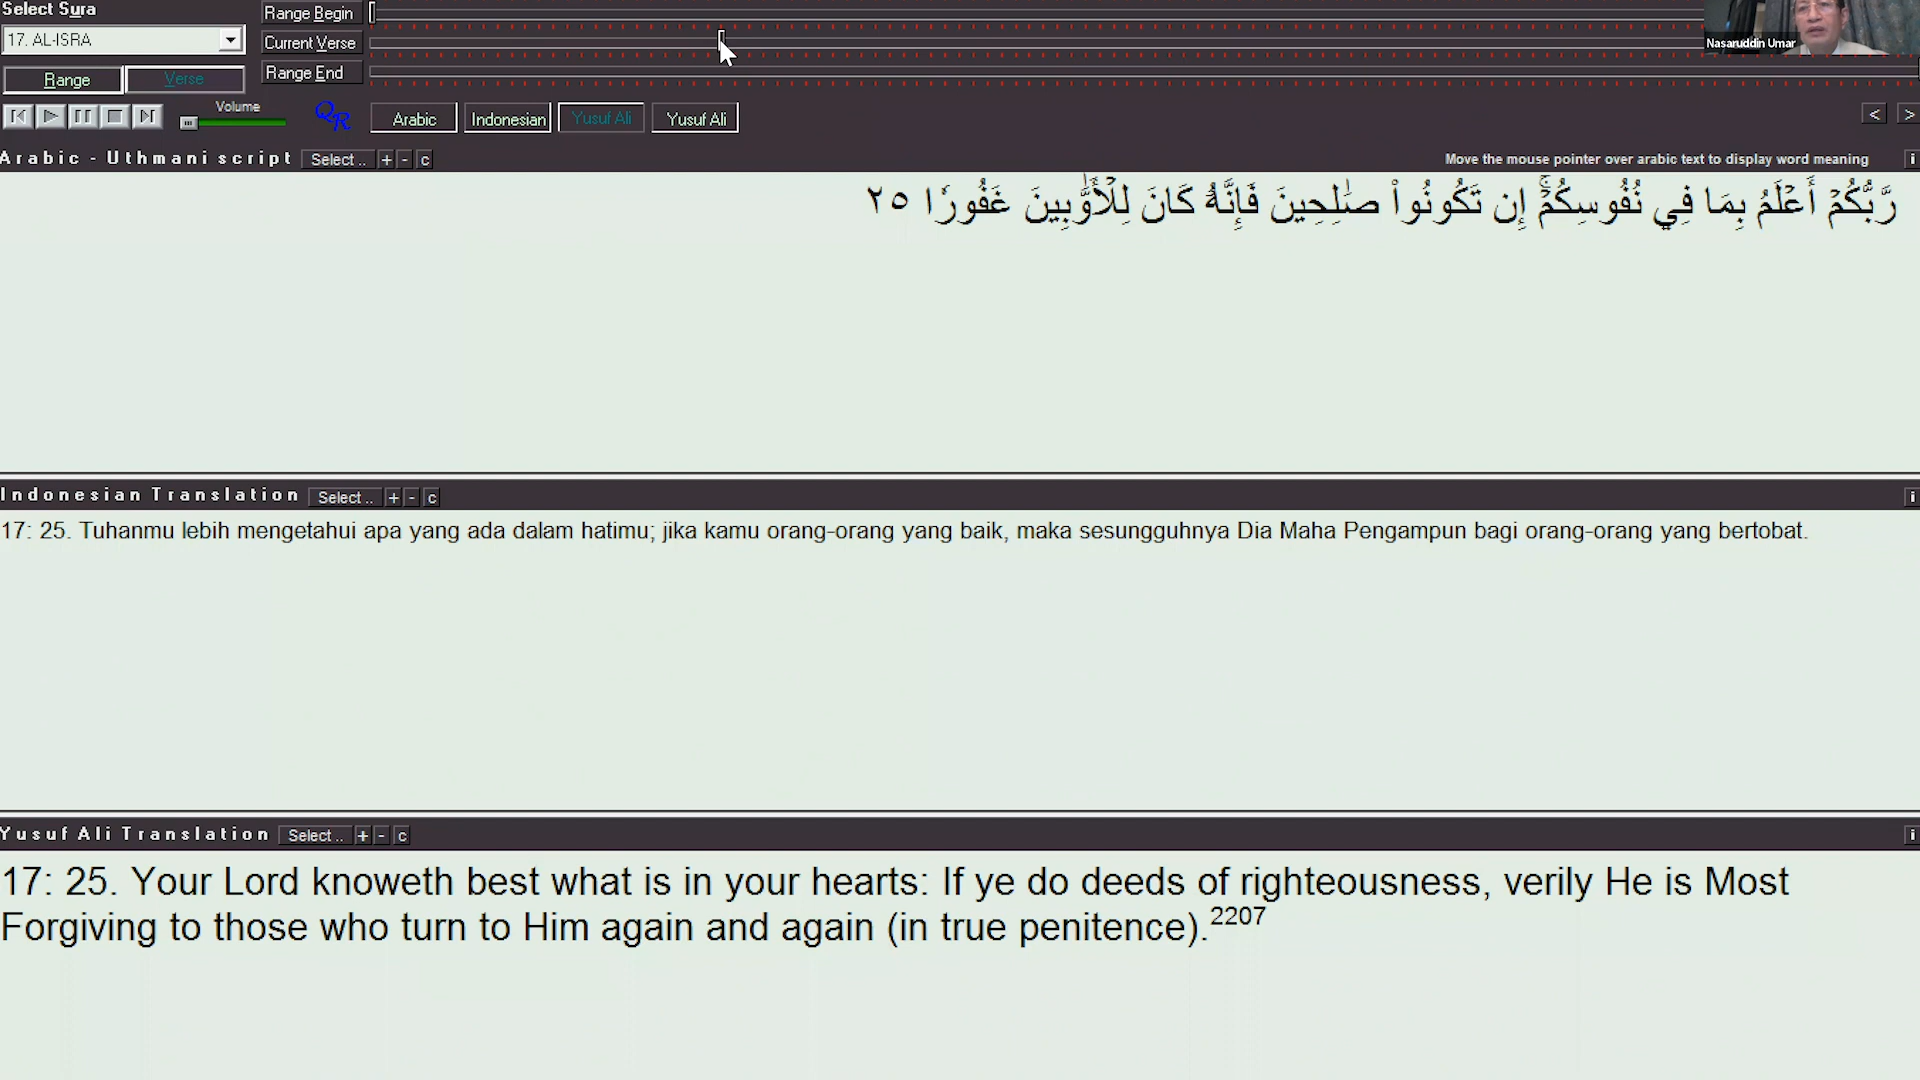 Select Sura
Range Begin
17. AL-ISRA
Current Verse
Nasaruddin Umar
Range
Verse
Range End
Volume
QR
Arabic
Indonesian
Yusuf Ali
Yusuf Ali
<
>
Arabic - Uthmani script
Select ..
+
-
c
Move the mouse pointer over arabic text to display word meaning
i
رَّبُّكُمۡ أَعۡلَمُ بِمَا فِي نُفُوسِكُمۡۚ إِن تَكُونُواْ صَٰلِحِينَ فَإِنَّهُۥ كَانَ لِلۡأَوَّٰبِينَ غَفُورٗا ٢٥
Indonesian Translation
Select ..
+
-
c
i
17: 25. Tuhanmu lebih mengetahui apa yang ada dalam hatimu; jika kamu orang-orang yang baik, maka sesungguhnya Dia Maha Pengampun bagi orang-orang yang bertobat.
Yusuf Ali Translation
Select ..
+
-
c
i
17: 25. Your Lord knoweth best what is in your hearts: If ye do deeds of righteousness, verily He is Most
Forgiving to those who turn to Him again and again (in true penitence).2207